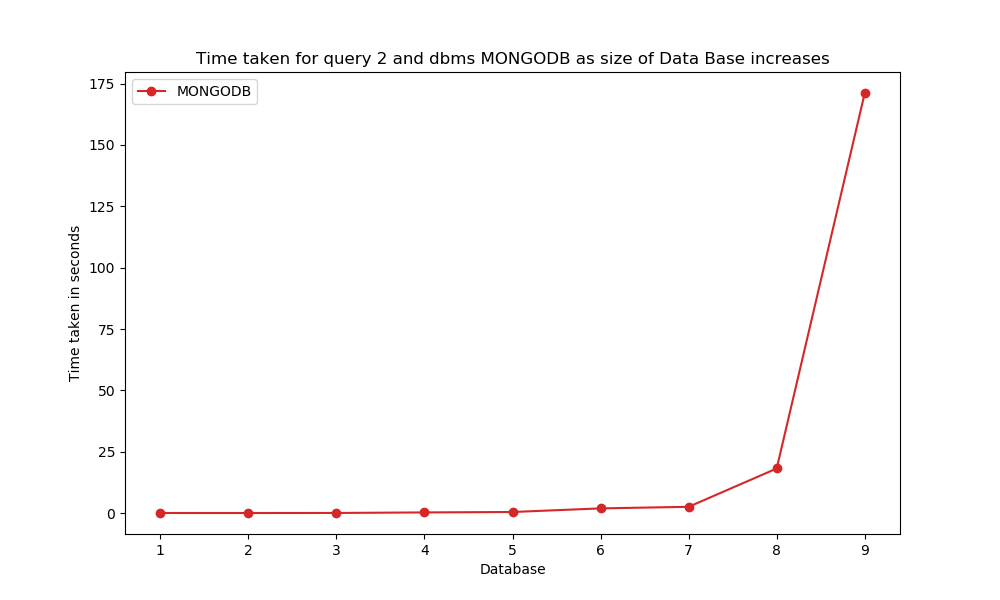 Time taken for query 2 and dbms MONGODB as size of Data Base increases
MONGODB
175
150
125
100
75
50
25
0
Time taken in seconds
1 2 3 4 5 6 7 8 9
Database